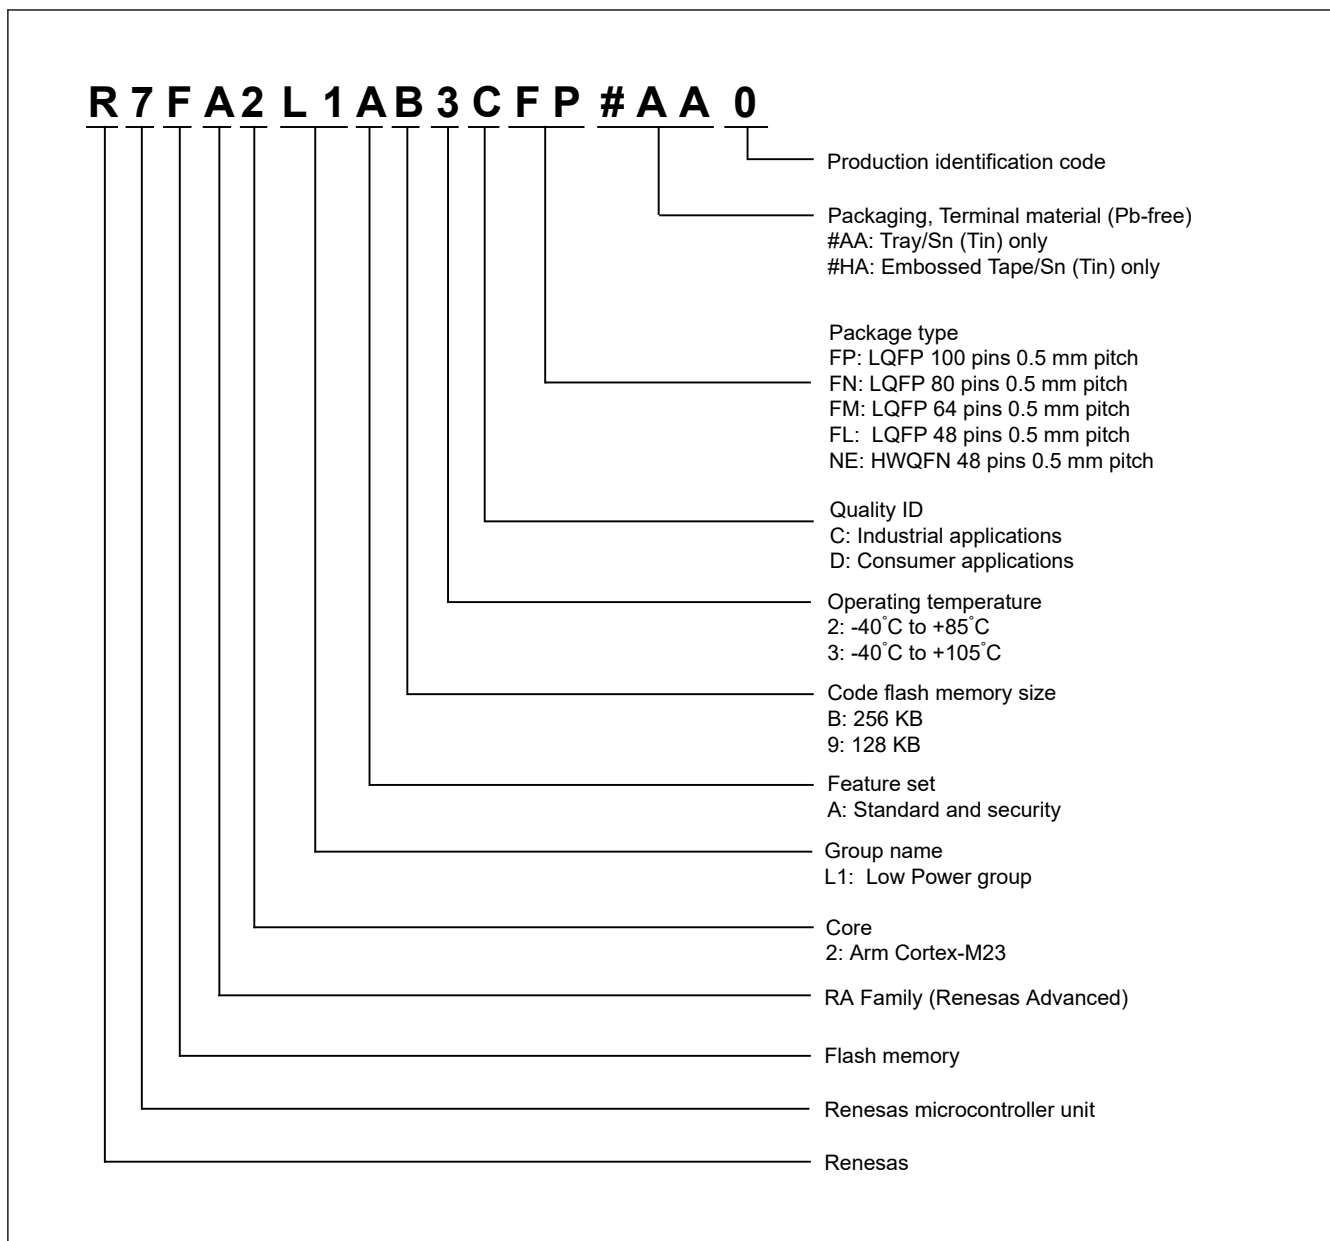 R 7 F A 2 L 1 A B 3 C F P # A A 0
Production identification code
Packaging, Terminal material (Pb-free)
#AA: Tray/Sn (Tin) only
#HA: Embossed Tape/Sn (Tin) only
Package type
FP: LQFP 100 pins 0.5 mm pitch
FN: LQFP 80 pins 0.5 mm pitch
FM: LQFP 64 pins 0.5 mm pitch
FL: LQFP 48 pins 0.5 mm pitch
NE: HWQFN 48 pins 0.5 mm pitch
Quality ID
C: Industrial applications
D: Consumer applications
Operating temperature
2: -40°C to +85°C
3: -40°C to +105°C
Code flash memory size
B: 256 KB
9: 128 KB
Feature set
A: Standard and security
Group name
L1: Low Power group
Core
2: Arm Cortex-M23
RA Family (Renesas Advanced)
Flash memory
Renesas microcontroller unit
Renesas